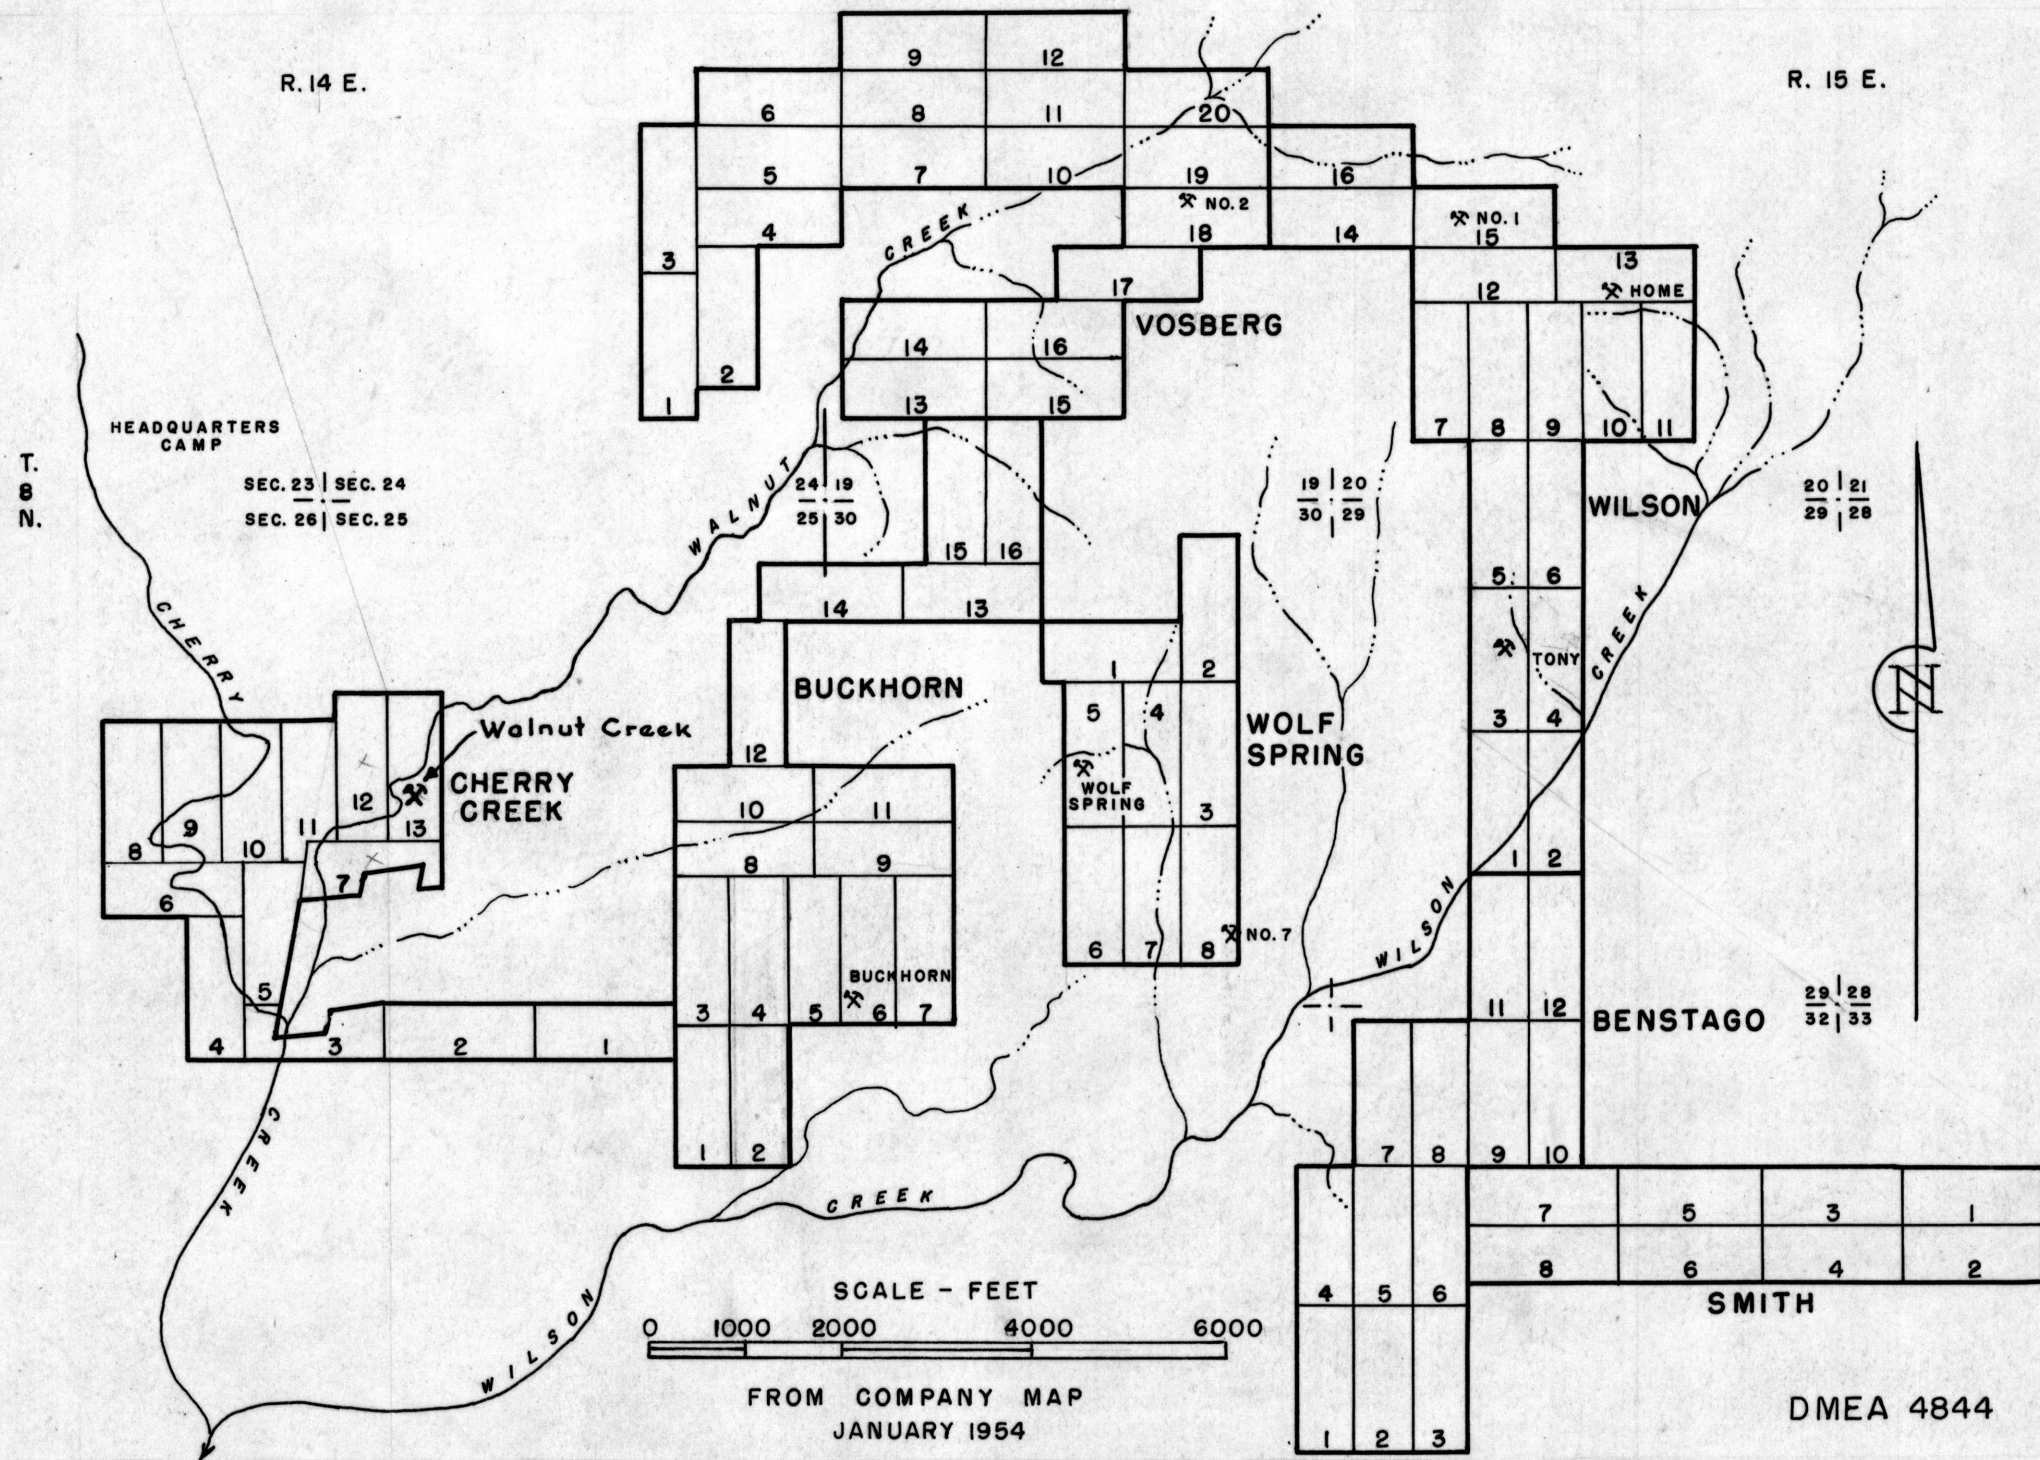 R. 14 E.
R. 15 E.
9 12
6 8 11 20
5 7 10 19 16
NO. 2
NO. 1
4 18 14 15
CREEK
3 17 12 13
HOME
VOSBERG
14 16
2
1 13 15
7 8 9 10 11
HEADQUARTERS
CAMP
T.
8
N.
SEC. 23 SEC. 24
SEC. 26 SEC. 25
WALNUT
24 19
25 30
19 20
30 29
20 21
29 28
WILSON
15 16
5 6
14 13
CHERRY
CREEK
TONY
BUCKHORN
1 2
5 4
3 4
N
WOLF
SPRING
Walnut Creek
12
CHERRY
CREEK
WOLF
SPRING
12
10 11
3
8 9 10 11 13
8 9
1 2
7
6
WILSON
NO. 7
6 7 8
BUCKHORN
5
3 4 5 6 7
11 12
BENSTAGO
29 28
32 33
4 3 2 1
CREEK
1 2
7 8 9 10
CREEK
7 5 3 1
8 6 4 2
4 5 6
SMITH
WILSON
SCALE - FEET
0 1000 2000 4000 6000
FROM COMPANY MAP
JANUARY 1954
1 2 3
DMEA 4844